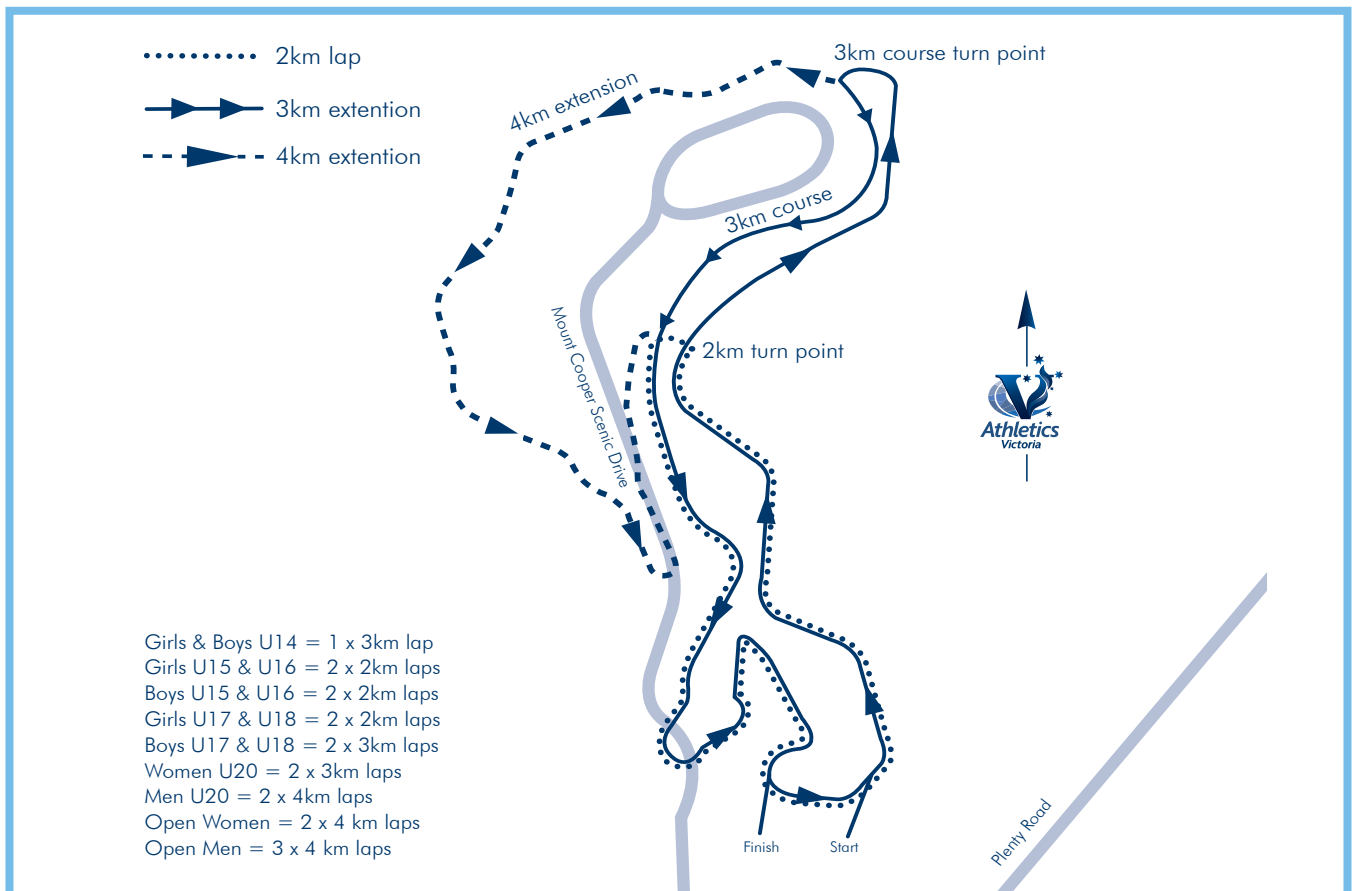 2km lap
3km extention
4km extention
3km course turn point
4km extension
3km course
Mount Cooper Scenic Drive
2km turn point
Athletics
Victoria
Girls & Boys U14 = 1 x 3km lap
Girls U15 & U16 = 2 x 2km laps
Boys U15 & U16 = 2 x 2km laps
Girls U17 & U18 = 2 x 2km laps
Boys U17 & U18 = 2 x 3km laps
Women U20 = 2 x 3km laps
Men U20 = 2 x 4km laps
Open Women = 2 x 4 km laps
Open Men = 3 x 4 km laps
Finish
Start
Plenty Road